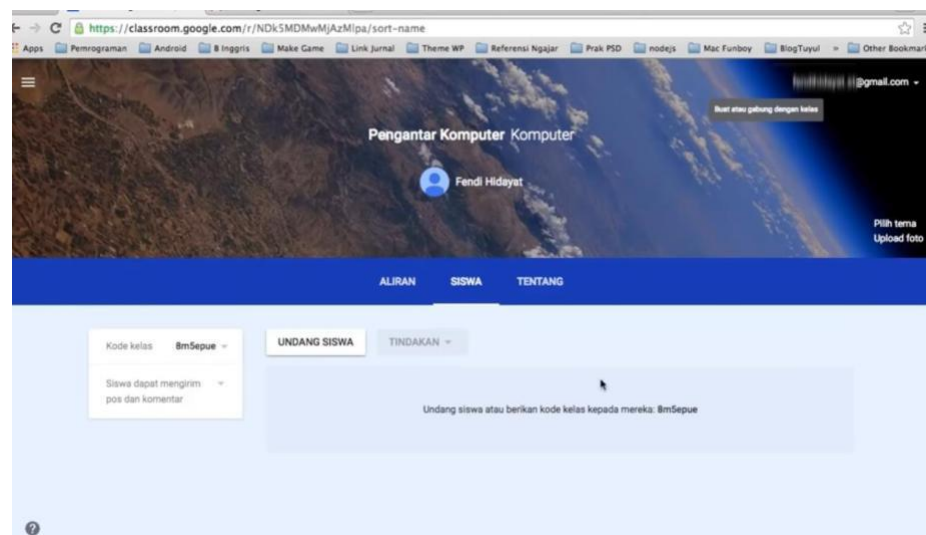 https://classroom.google.com/r/NDk5MDMwMjAzMlpa/sort-name
Apps Pemrograman Android B Inggris Make Game Link Jurnal Theme WP Referensi Ngajar Prak PSD nodejs Mac Funboy BlogTuyul » Other Bookmark
@gmail.com
Buat atau gabung dengan kelas
Pengantar Komputer Komputer
Fendi Hidayat
Pilih tema
Upload foto
ALIRAN SISWA TENTANG
Kode kelas 8m5epue
UNDANG SISWA TINDAKAN
Siswa dapat mengirim
pos dan komentar
Undang siswa atau berikan kode kelas kepada mereka: 8m5epue
?